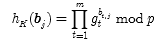 h_K(b_j) = ∏_{t=1}^{m} g_t^{b_{t,j}} mod p